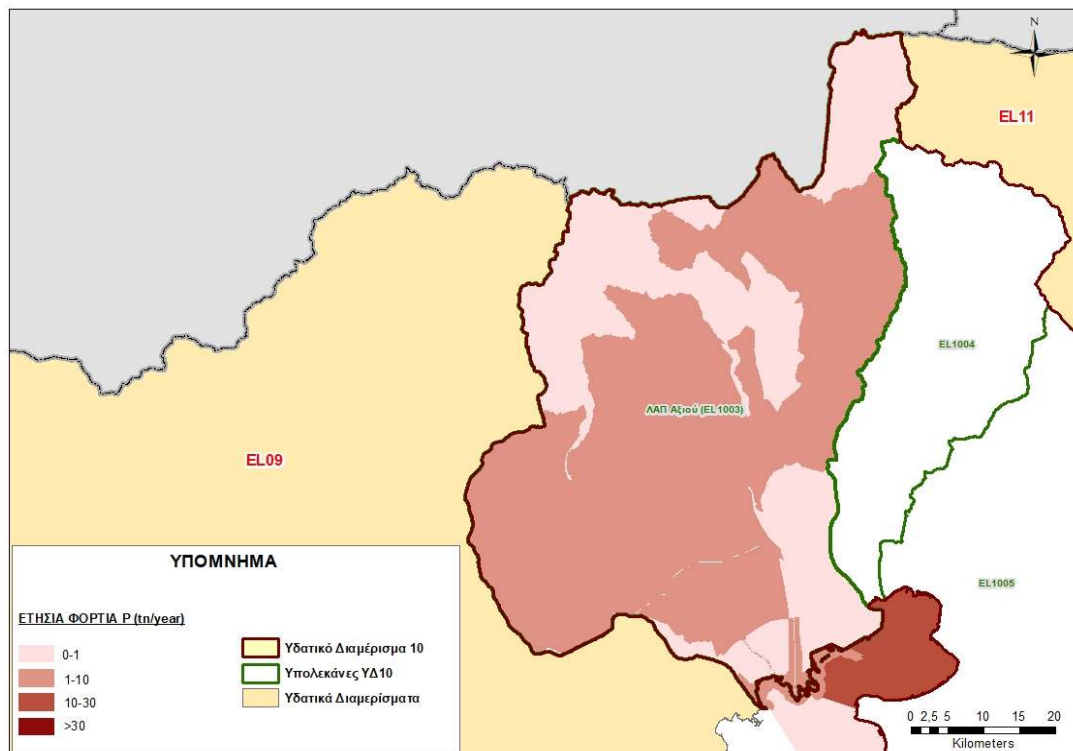 N
EL11
EL1004
ΛΑΠ Αξιού (EL1003)
EL09
EL1005
ΥΠΟΜΝΗΜΑ
ΕΤΗΣΙΑ ΦΟΡΤΙΑ P (tn/year)
0-1
1-10
10-30
>30
Υδατικό Διαμέρισμα 10
Υπολεκάνες ΥΔ10
Υδατικά Διαμερίσματα
0 2,5 5 10 15 20
Kilometers